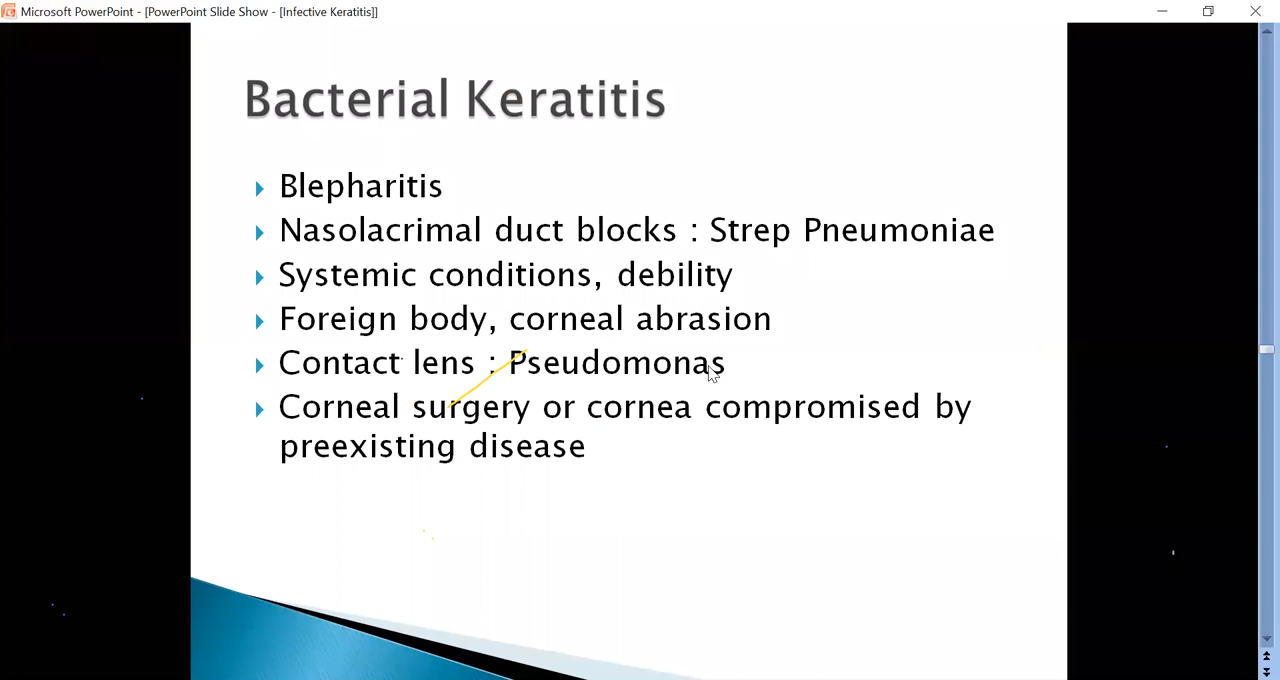 Microsoft PowerPoint - [PowerPoint Slide Show - [Infective Keratitis]]
Bacterial Keratitis
Blepharitis
Nasolacrimal duct blocks : Strep Pneumoniae
Systemic conditions, debility
Foreign body, corneal abrasion
Contact lens : Pseudomonas
Corneal surgery or cornea compromised by
preexisting disease